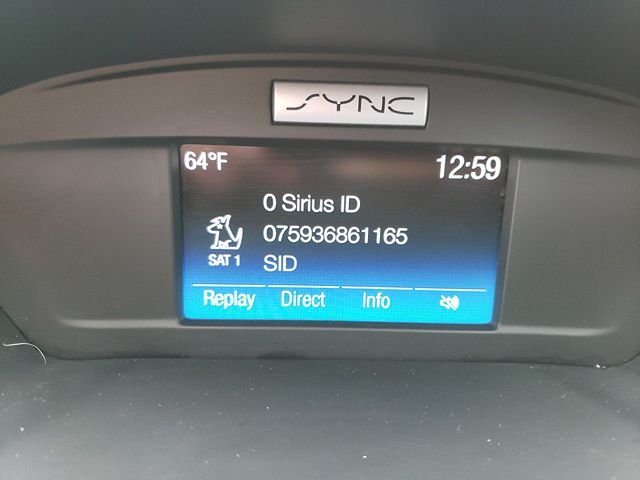 SYNC
64°F
12:59
0 Sirius ID
075936861165
SAT 1
SID
Replay
Direct
Info